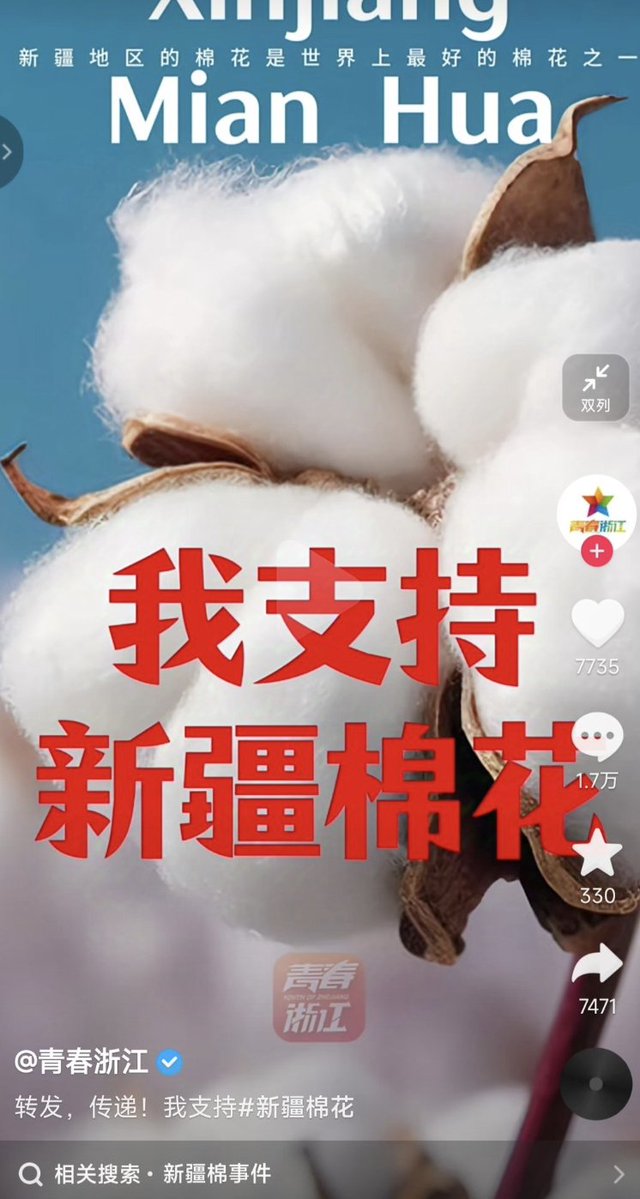 Xinjiang
新疆地区的棉花是世界上最好的棉花之一
Mian Hua
双列
青春浙江
我支持
7735
新疆棉花
1.7万
330
青春
YOUTH OF ZHEJIANG
浙江
7471
@青春浙江
转发，传递！我支持#新疆棉花
相关搜索· 新疆棉事件